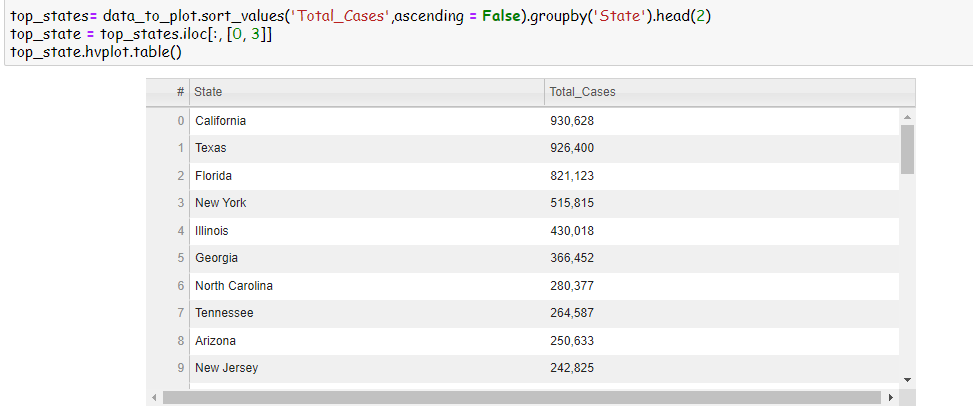 top_states= data_to_plot.sort_values('Total_Cases',ascending = False).groupby('State').head(2)
top_state = top_states.iloc[:, [0, 3]]
top_state.hvplot.table()
# State Total_Cases
0 California 930,628
1 Texas 926,400
2 Florida 821,123
3 New York 515,815
4 Illinois 430,018
5 Georgia 366,452
6 North Carolina 280,377
7 Tennessee 264,587
8 Arizona 250,633
9 New Jersey 242,825